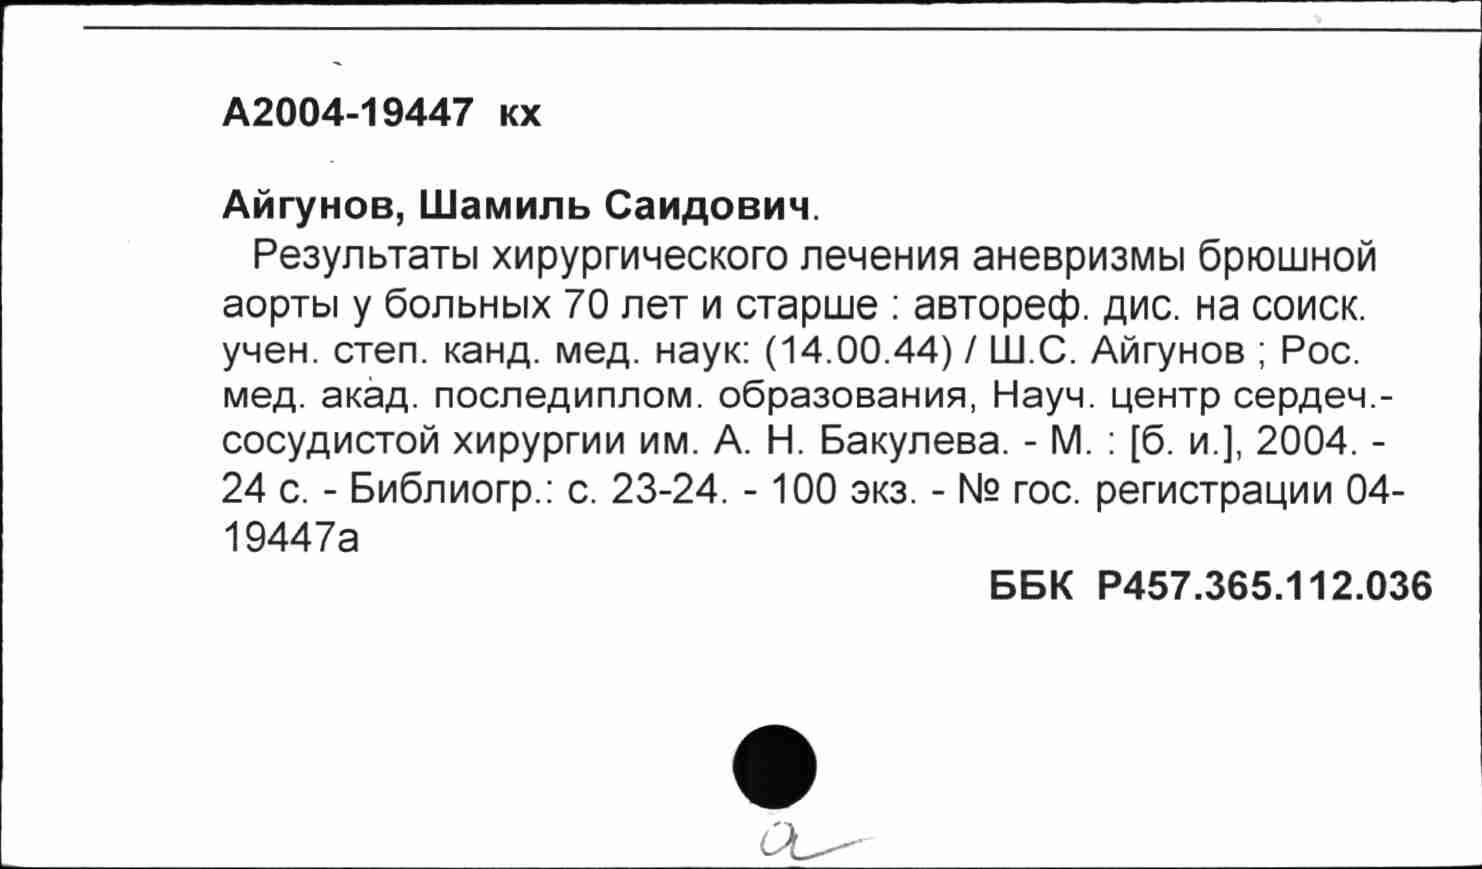 А2004-19447 кх
Айгунов, Шамиль Саидович.
Результаты хирургического лечения аневризмы брюшной
аорты у больных 70 лет и старше : автореф. дис. на соиск.
учен. степ. канд. мед. наук: (14.00.44) / Ш.С. Айгунов ; Рос.
мед. акад. последиплом. образования, Науч. центр сердеч.-
сосудистой хирургии им. А. Н. Бакулева. - М. : [б. и.], 2004. -
24 с. - Библиогр.: с. 23-24. - 100 экз. - № гос. регистрации 04-
19447а
ББК Р457.365.112.036
а